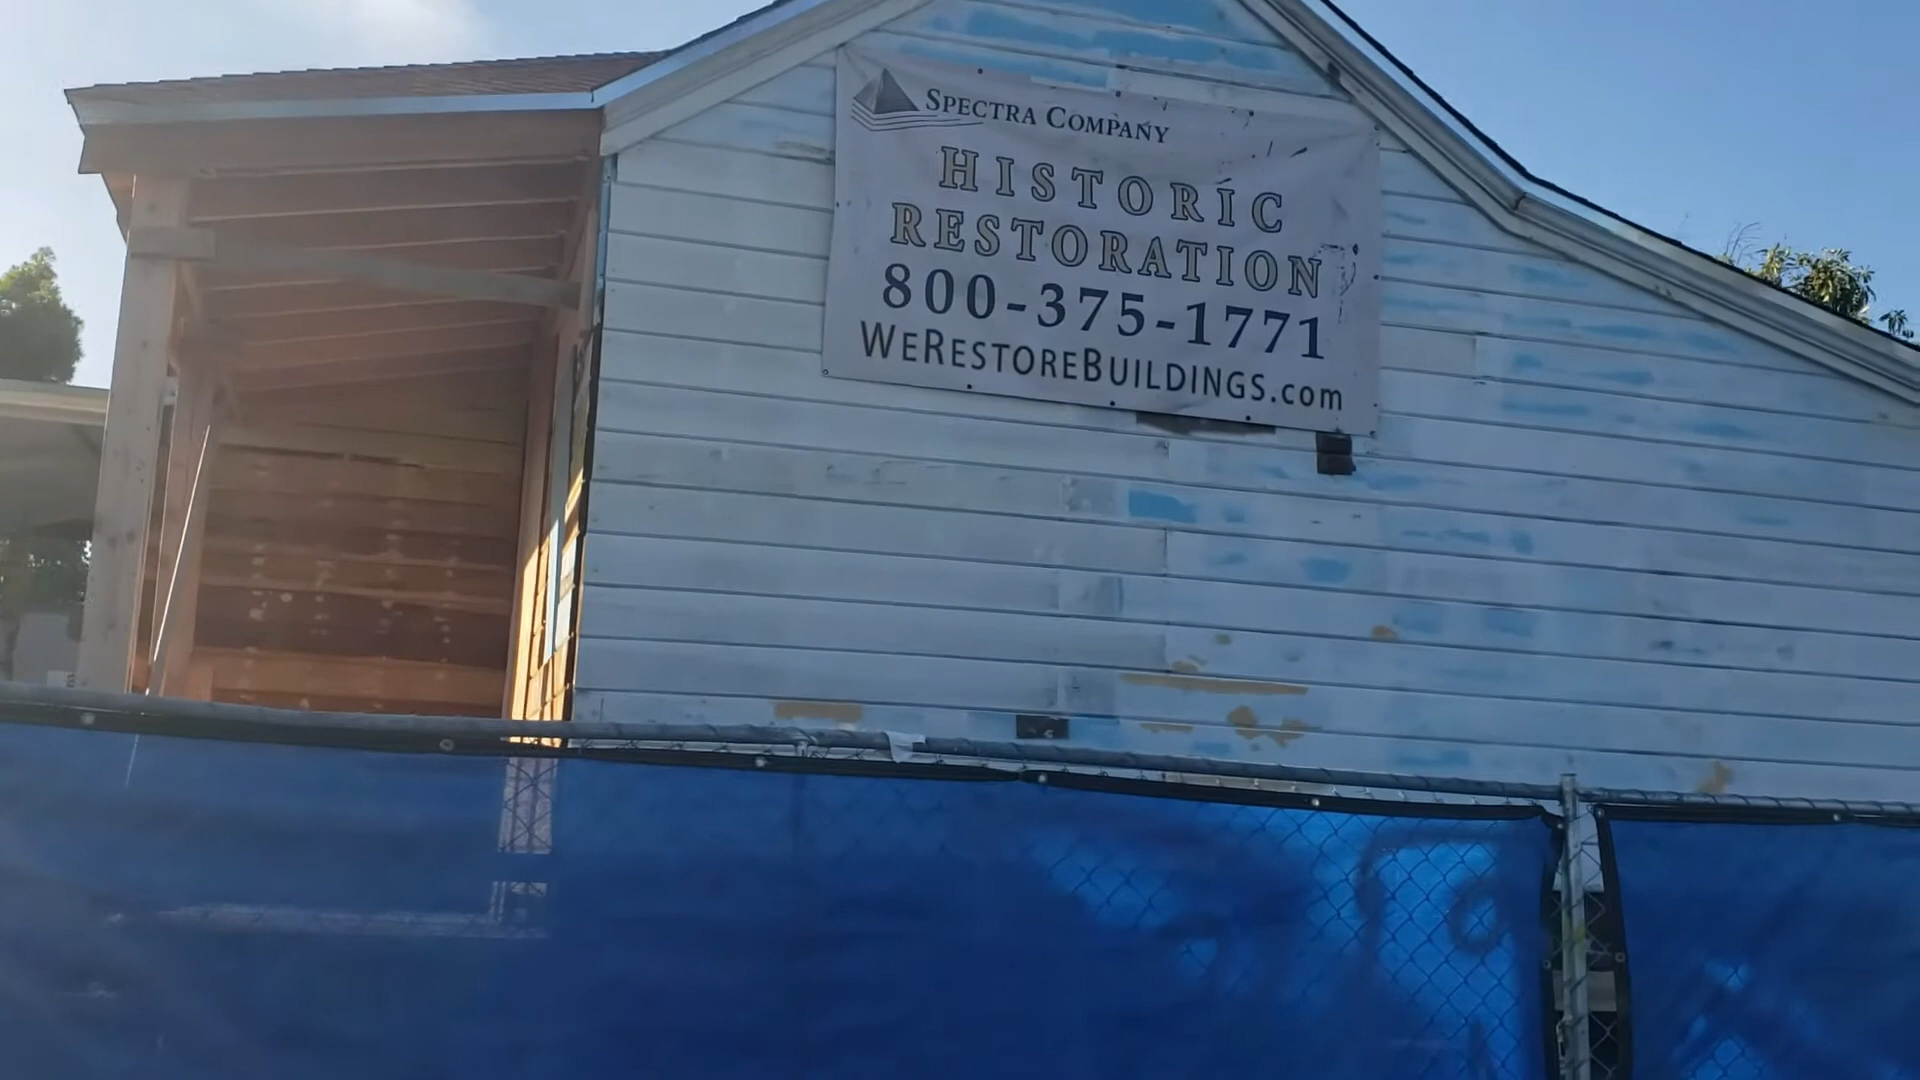 SPECTRA COMPANY
HISTORIC
RESTORATION
800-375-1771
WERESTOREBUILDINGS.com